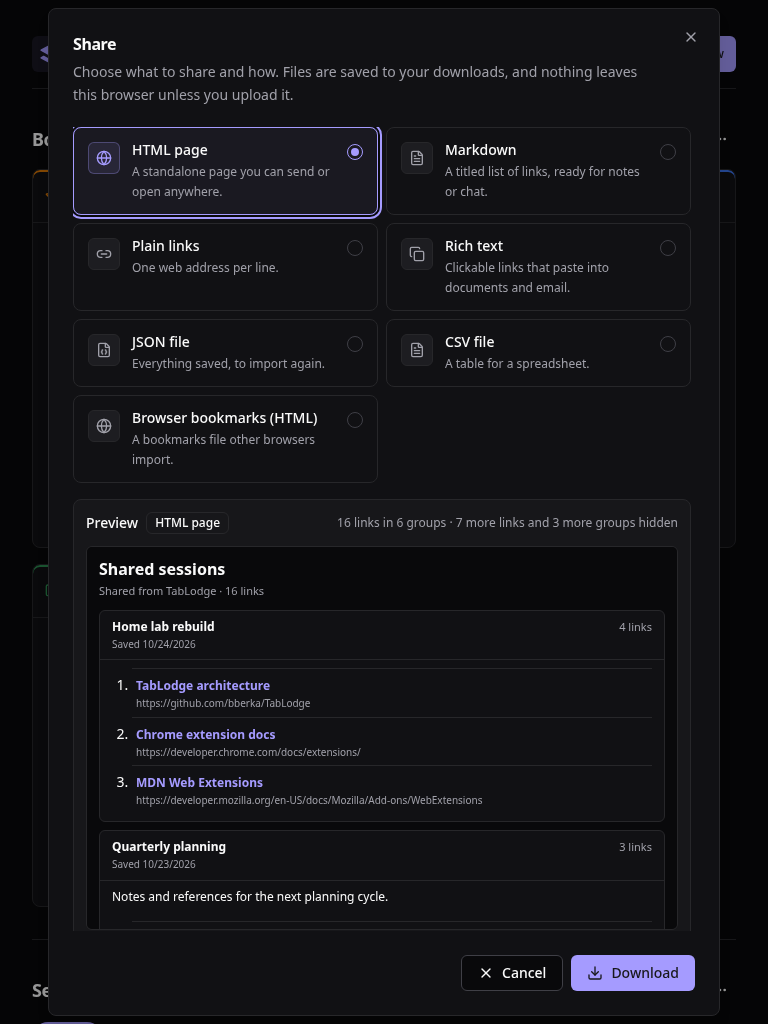 Share
Choose what to share and how. Files are saved to your downloads, and nothing leaves
this browser unless you upload it.
HTML page
A standalone page you can send or
open anywhere.
Markdown
A titled list of links, ready for notes
or chat.
Plain links
One web address per line.
Rich text
Clickable links that paste into
documents and email.
JSON file
Everything saved, to import again.
CSV file
A table for a spreadsheet.
Browser bookmarks (HTML)
A bookmarks file other browsers
import.
Preview HTML page 16 links in 6 groups · 7 more links and 3 more groups hidden
Shared sessions
Shared from TabLodge · 16 links
Home lab rebuild 4 links
Saved 10/24/2026
1. TabLodge architecture
https://github.com/bberka/TabLodge
2. Chrome extension docs
https://developer.chrome.com/docs/extensions/
3. MDN Web Extensions
https://developer.mozilla.org/en-US/docs/Mozilla/Add-ons/WebExtensions
Quarterly planning 3 links
Saved 10/23/2026
Notes and references for the next planning cycle.
Cancel Download